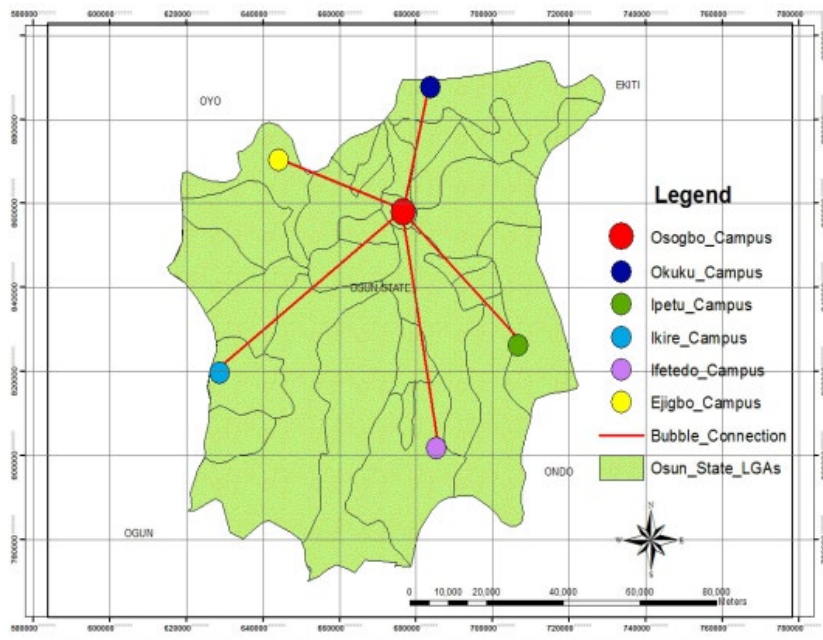 580000 600000 620000 640000 660000 680000 700000 720000 740000 760000 780000
EKITI
OYO
Legend
Osogbo_Campus
Okuku_Campus
Ipetu_Campus
Ikire_Campus
Ifetedo_Campus
Ejigbo_Campus
Bubble_Connection
Osun_State_LGAs
OSUN STATE
ONDO
OGUN
N
W E
S
0 10,000 20,000 40,000 60,000 80,000
Meters
580000 600000 620000 640000 660000 680000 700000 720000 740000 760000 780000